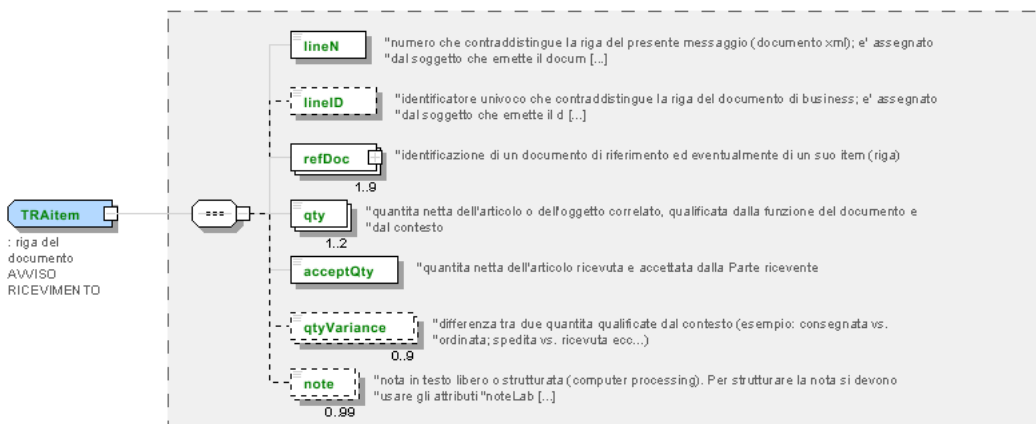 lineN
"numero che contraddistingue la riga del presente messaggio (documento xml); e' assegnato
"dal soggetto che emette il docum [...]
lineID
"identificatore univoco che contraddistingue la riga del documento di business; e' assegnato
"dal soggetto che emette il d [...]
refDoc
"identificazione di un documento di riferimento ed eventualmente di un suo item (riga)
1..9
TRAitem
: riga del
documento
AVVISO
RICEVIMENTO
qty
"quantita netta dell'articolo o dell'oggetto correlato, qualificata dalla funzione del documento e
"dal contesto
1..2
acceptQty
"quantita netta dell'articolo ricevuta e accettata dalla Parte ricevente
qtyVariance
"differenza tra due quantita qualificate dal contesto (esempio: consegnata vs.
"ordinata; spedita vs. ricevuta ecc...)
0..9
note
"nota in testo libero o strutturata (computer processing). Per strutturare la nota si devono
"usare gli attributi "noteLab [...]
0..99